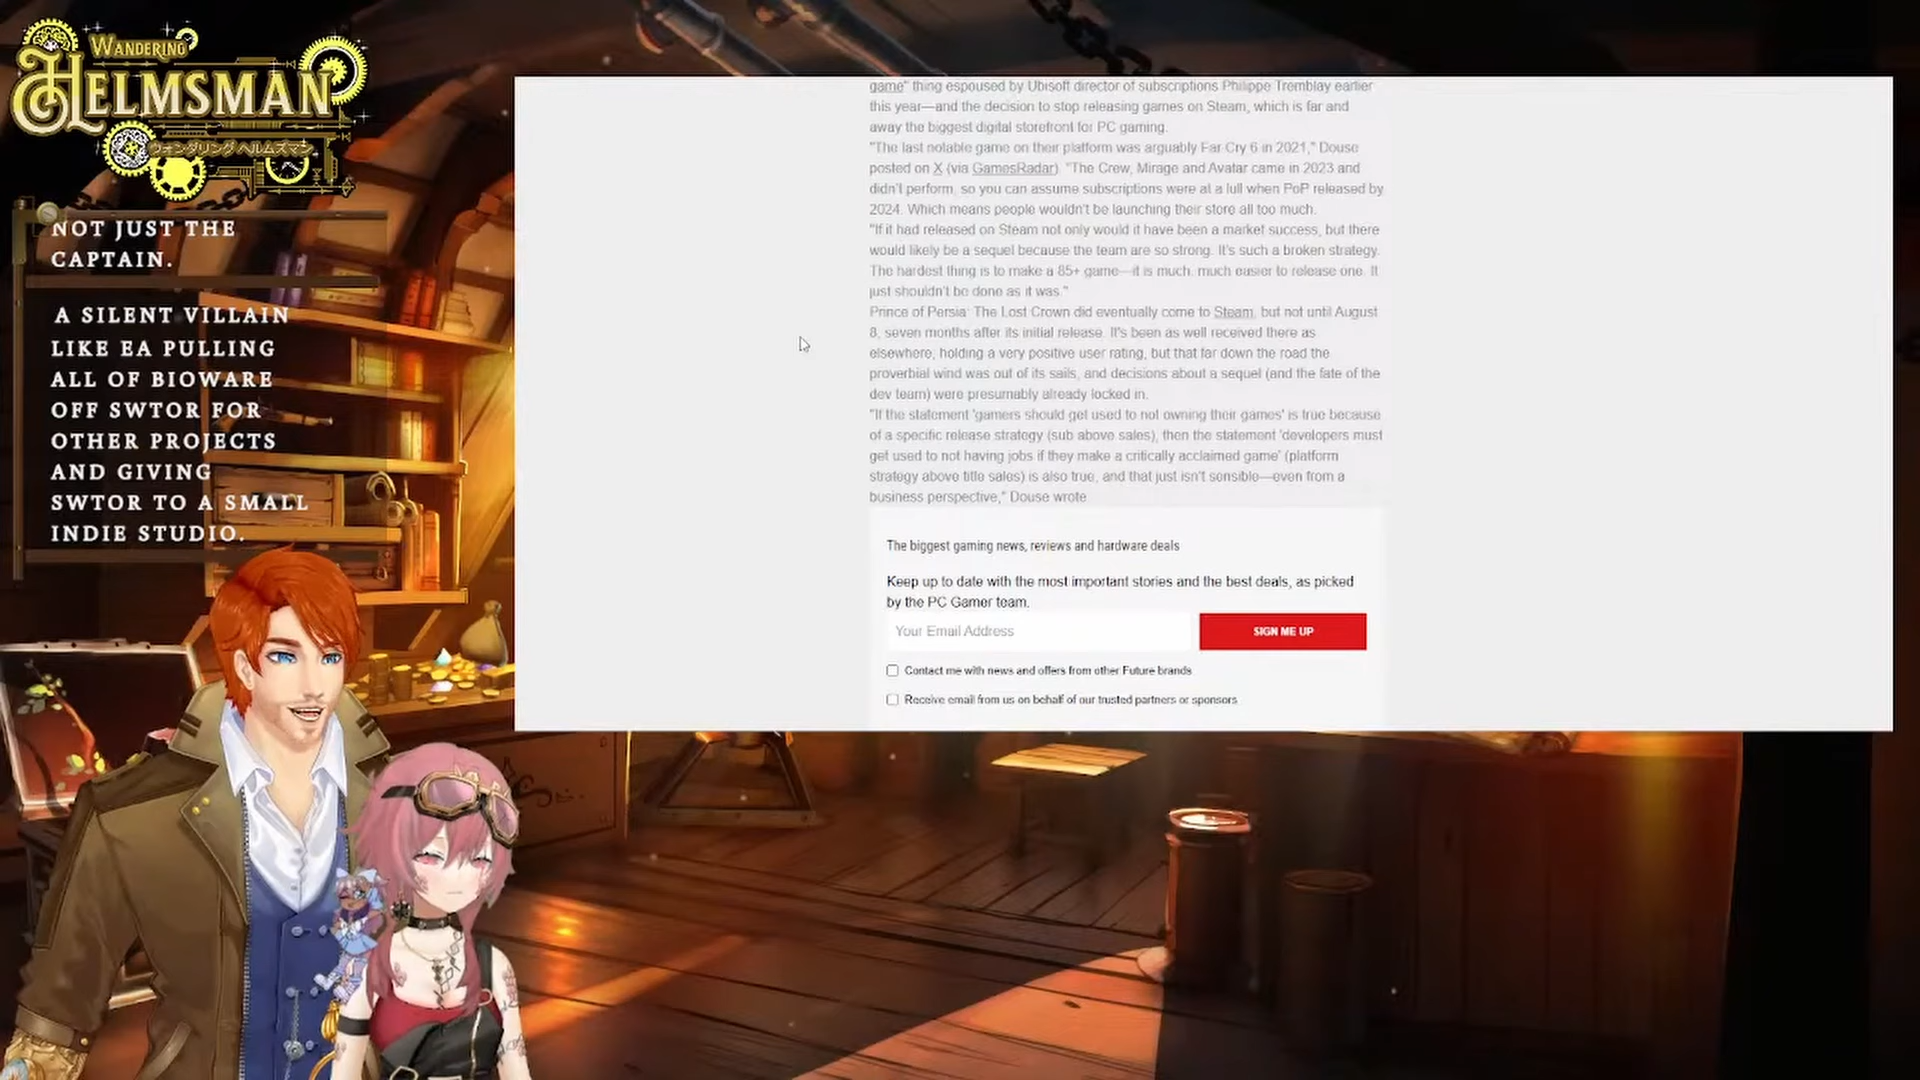 WANDERING
HELMSMAN
ウォンダリング ヘルムズマン
NOT JUST THE
CAPTAIN.
A SILENT VILLAIN
LIKE EA PULLING
ALL OF BIOWARE
OFF SWTOR FOR
OTHER PROJECTS
AND GIVING
SWTOR TO A SMALL
INDIE STUDIO.
game" thing espoused by Ubisoft director of subscriptions Philippe Tremblay earlier
this year—and the decision to stop releasing games on Steam, which is far and
away the biggest digital storefront for PC gaming.
"The last notable game on their platform was arguably Far Cry 6 in 2021," Douse
posted on X (via GamesRadar). "The Crew, Mirage and Avatar came in 2023 and
didn't perform, so you can assume subscriptions were at a lull when PoP released by
2024. Which means people wouldn't be launching their store all too much.
"If it had released on Steam not only would it have been a market success, but there
would likely be a sequel because the team are so strong. It's such a broken strategy.
The hardest thing is to make a 85+ game—it is much, much easier to release one. It
just shouldn't be done as it was."
Prince of Persia: The Lost Crown did eventually come to Steam, but not until August
8, seven months after its initial release. It's been as well received there as
elsewhere, holding a very positive user rating, but that far down the road the
proverbial wind was out of its sails, and decisions about a sequel (and the fate of the
dev team) were presumably already locked in.
"If the statement 'gamers should get used to not owning their games' is true because
of a specific release strategy (sub above sales), then the statement 'developers must
get used to not having jobs if they make a critically acclaimed game' (platform
strategy above title sales) is also true, and that just isn't sensible—even from a
business perspective," Douse wrote
The biggest gaming news, reviews and hardware deals
Keep up to date with the most important stories and the best deals, as picked
by the PC Gamer team.
Your Email Address
SIGN ME UP
Contact me with news and offers from other Future brands
Receive email from us on behalf of our trusted partners or sponsors